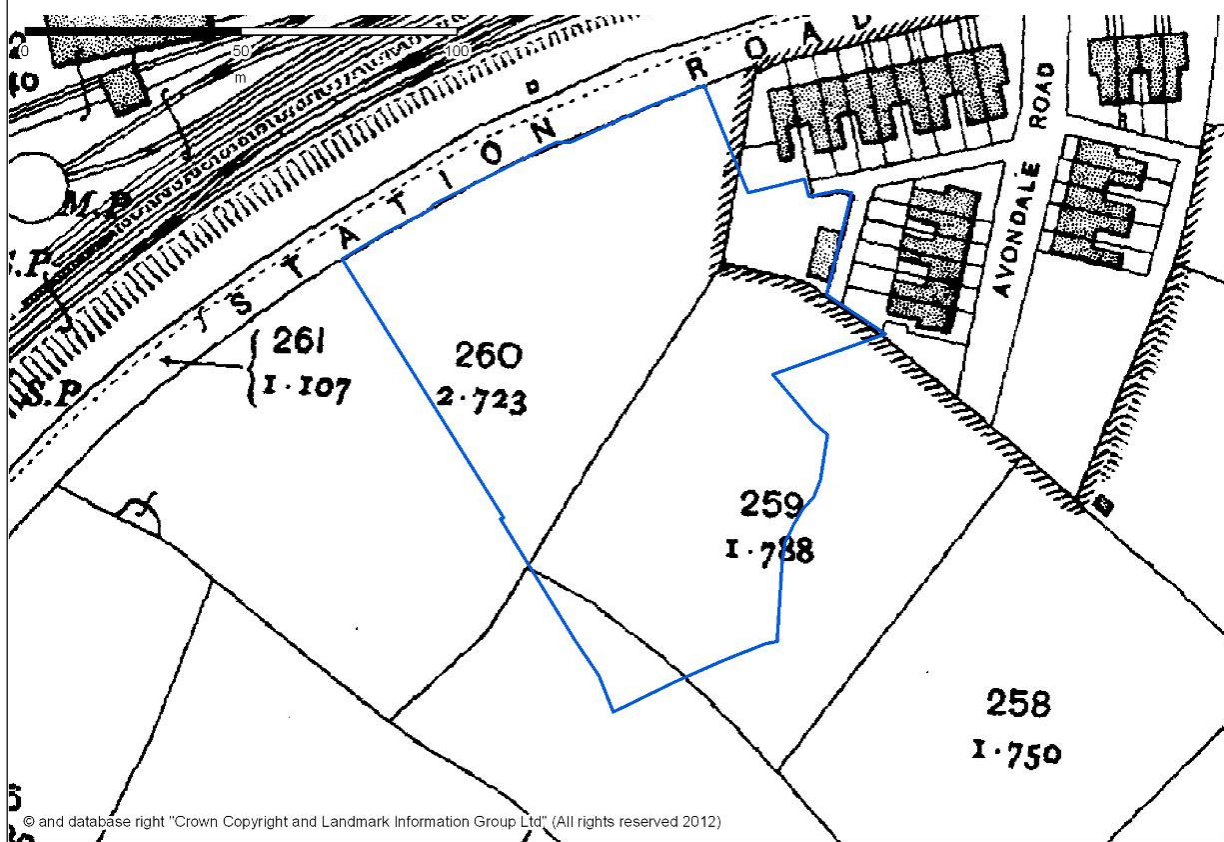 0 50 100
m
40
STATION ROAD
AVONDALE ROAD
M.P
S.P.
261
1·107
260
2·723
259
1·788
258
1·750
© and database right "Crown Copyright and Landmark Information Group Ltd" (All rights reserved 2012)